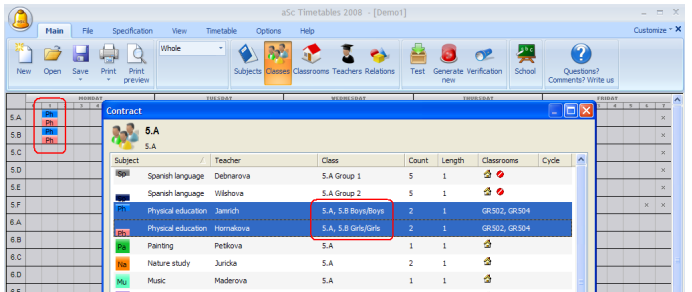 aSc Timetables 2008 - [Demo1]
Main File Specification View Timetable Options Help Customize
New Open Save Print Print preview Whole Subjects Classes Classrooms Teachers Relations Test Generate new Verification School Questions? Comments? Write us
MONDAY TUESDAY WEDNESDAY THURSDAY FRIDAY
5.A Ph Ph
5.B Ph Ph
5.C
5.D
5.E
5.F
6.A
6.B
6.C
6.D
Contract
5.A
5.A
Subject Teacher Class Count Length Classrooms Cycle
Sp Spanish language Debnarova 5.A Group 1 5 1
Spanish language Wilshova 5.A Group 2 5 1
Ph Physical education Jamrich 5.A, 5.B Boys/Boys 2 1 GR502, GR504
Ph Physical education Hornakova 5.A, 5.B Girls/Girls 2 1 GR502, GR504
Pa Painting Petikova 5.A 1 1
Na Nature study Juricka 5.A 2 1
Mu Music Maderova 5.A 1 1